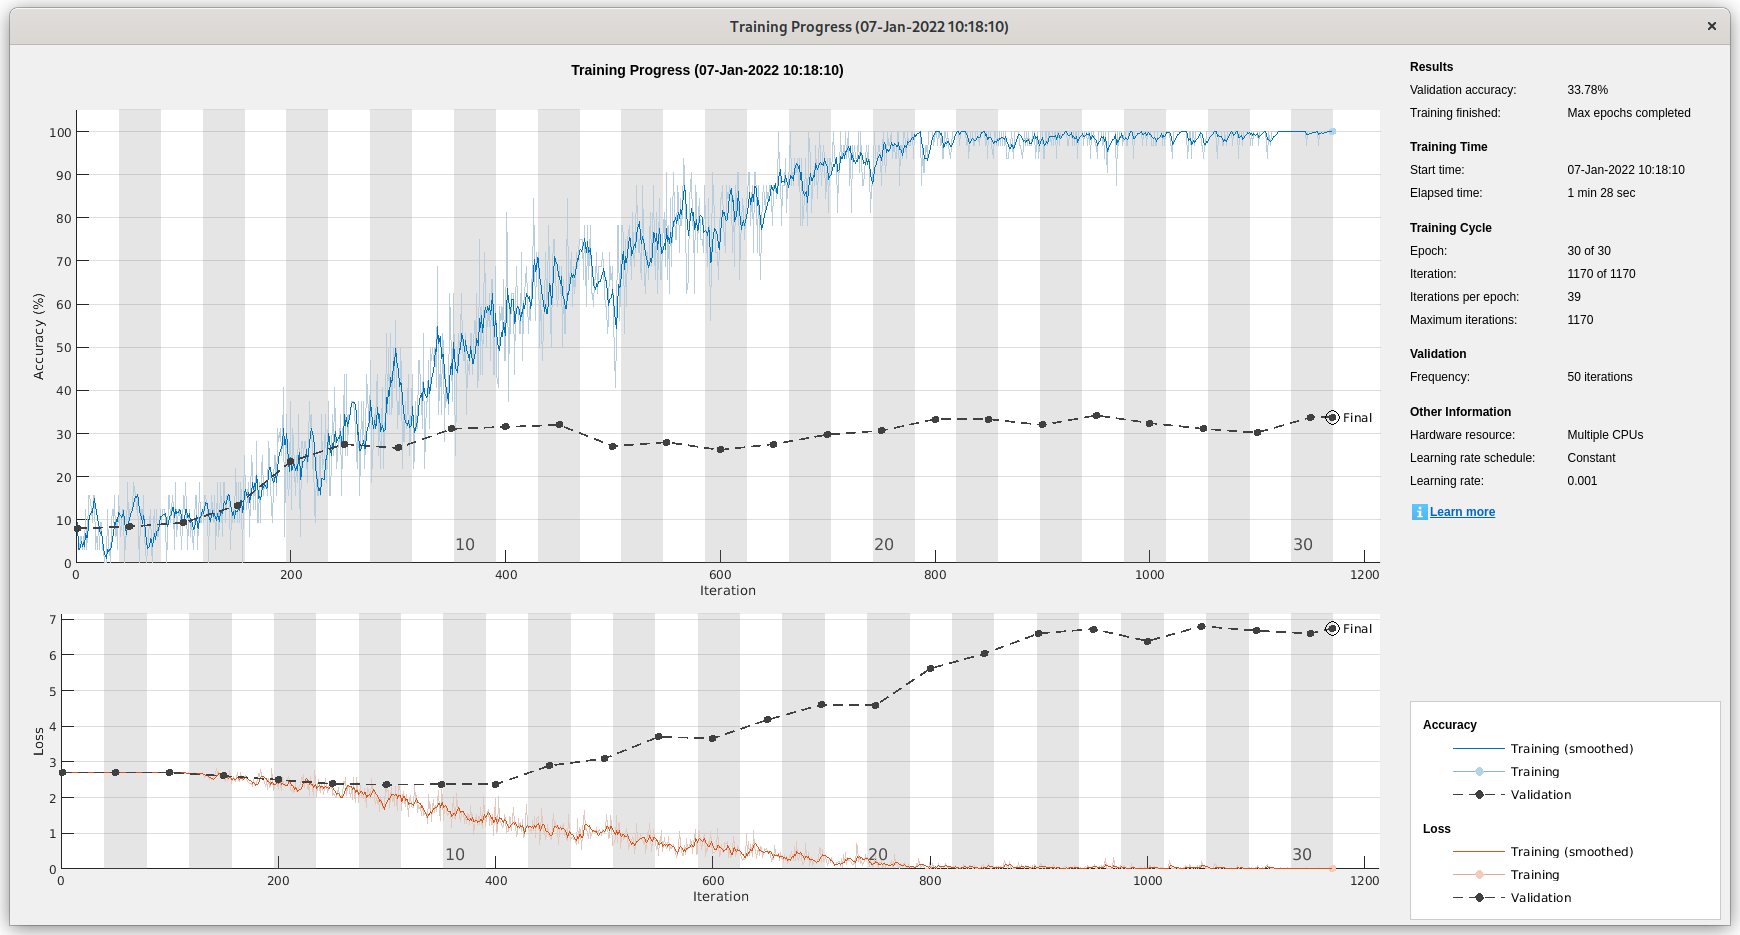 Training Progress (07-Jan-2022 10:18:10)
×
Training Progress (07-Jan-2022 10:18:10)
Accuracy (%)
100
90
80
70
60
50
40
30
20
10
0
10
20
30
Final
0
200
400
600
800
1000
1200
Iteration
Loss
7
6
5
4
3
2
1
0
10
20
30
Final
0
200
400
600
800
1000
1200
Iteration
Results
Validation accuracy: 33.78%
Training finished: Max epochs completed
Training Time
Start time: 07-Jan-2022 10:18:10
Elapsed time: 1 min 28 sec
Training Cycle
Epoch: 30 of 30
Iteration: 1170 of 1170
Iterations per epoch: 39
Maximum iterations: 1170
Validation
Frequency: 50 iterations
Other Information
Hardware resource: Multiple CPUs
Learning rate schedule: Constant
Learning rate: 0.001
i Learn more
Accuracy
Training (smoothed)
Training
Validation
Loss
Training (smoothed)
Training
Validation